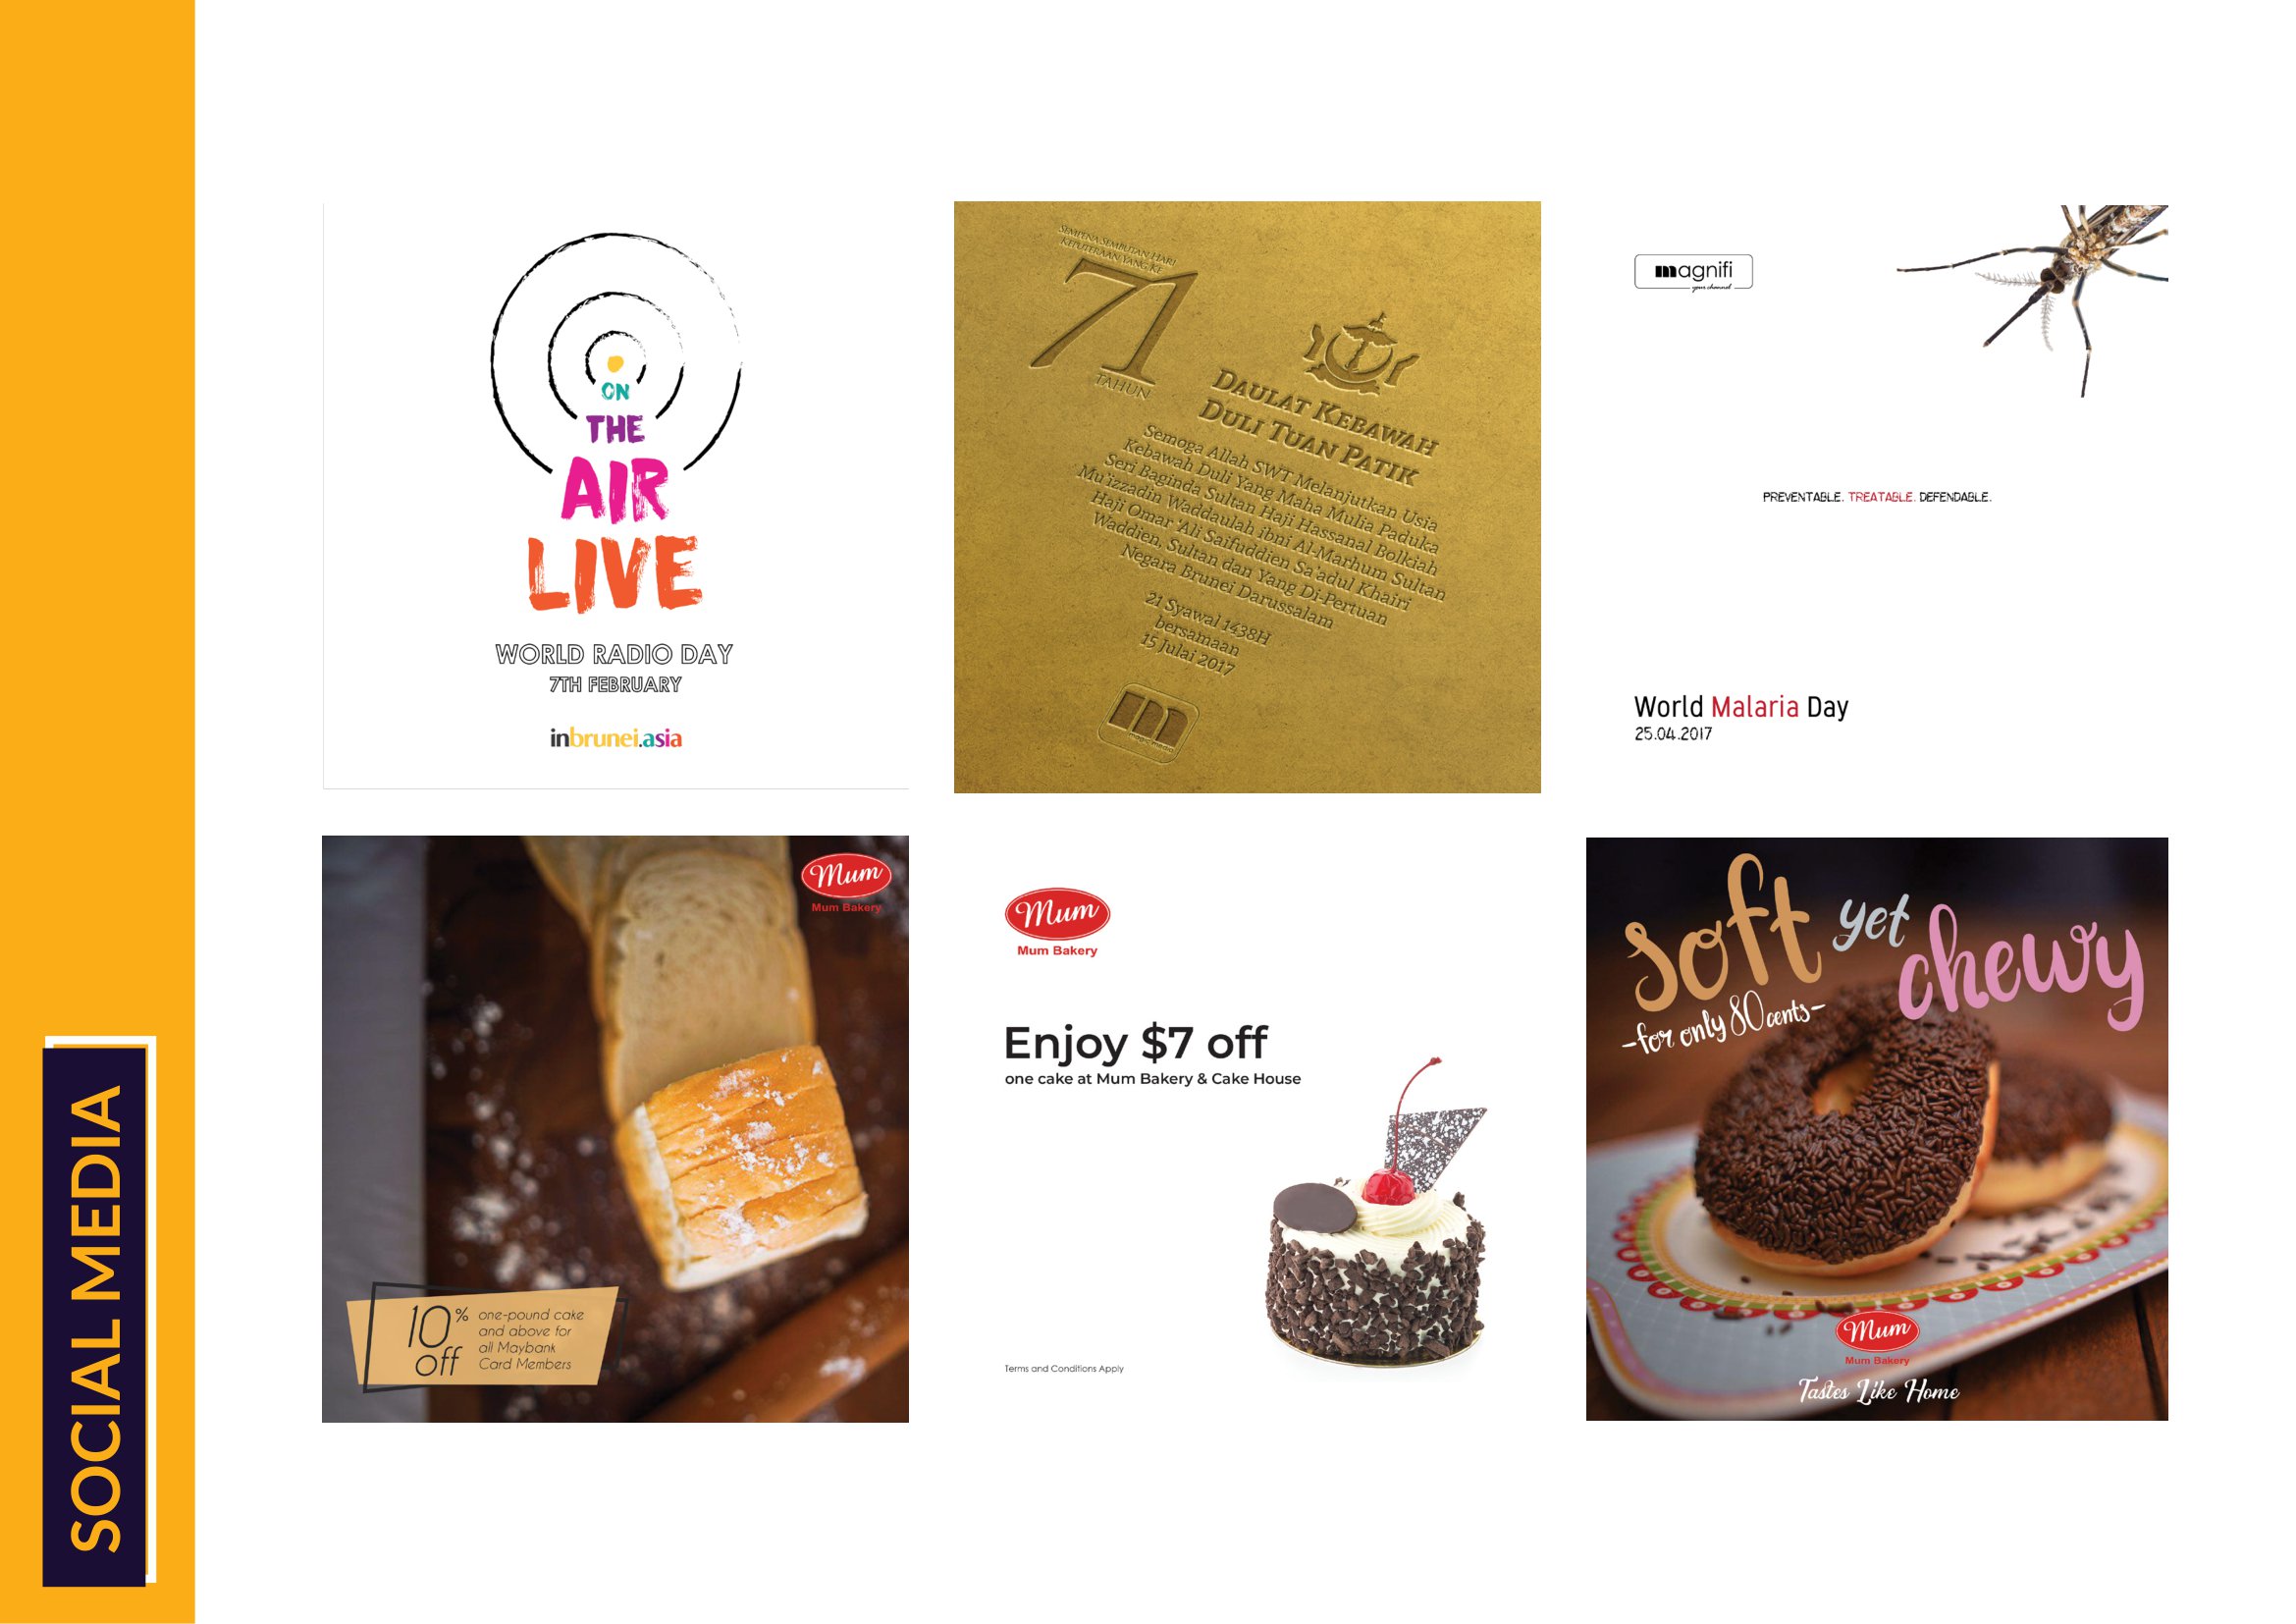 SOCIAL MEDIA
ON
THE
AIR
LIVE
WORLD RADIO DAY
7TH FEBRUARY
inbrunei.asia
SEMPENA SEMBUTAN HARI
KEPUTERAAN YANG KE
71
TAHUN
DAULAT KEBAWAH
DULI TUAN PATIK
Semoga Allah SWT Melanjutkan Usia
Kebawah Duli Yang Maha Mulia Paduka
Seri Baginda Sultan Haji Hassanal Bolkiah
Mu'izzadin Waddaulah ibni Al-Marhum Sultan
Haji Omar 'Ali Saifuddien Sa'adul Khairi
Waddien, Sultan dan Yang Di-Pertuan
Negara Brunei Darussalam
21 Syawal 1438H
bersamaan
15 Julai 2017
m
magnifi
your channel
PREVENTABLE. TREATABLE. DEFENDABLE.
World Malaria Day
25.04.2017
Mum
Mum Bakery
10% off
one-pound cake
and above for
all Maybank
Card Members
Mum
Mum Bakery
Enjoy $7 off
one cake at Mum Bakery & Cake House
Terms and Conditions Apply
soft yet chewy
-for only 80 cents-
Mum
Mum Bakery
Tastes Like Home